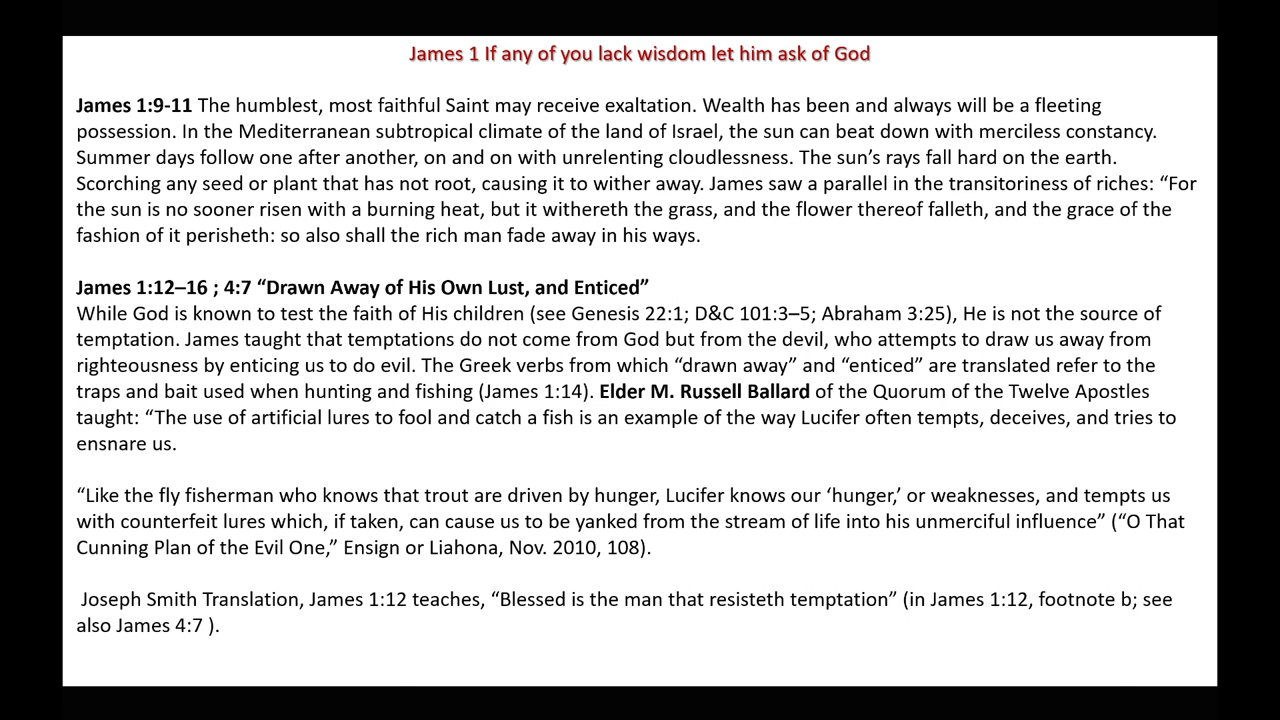 James 1 If any of you lack wisdom let him ask of God
James 1:9-11 The humblest, most faithful Saint may receive exaltation. Wealth has been and always will be a fleeting
possession. In the Mediterranean subtropical climate of the land of Israel, the sun can beat down with merciless constancy.
Summer days follow one after another, on and on with unrelenting cloudlessness. The sun’s rays fall hard on the earth.
Scorching any seed or plant that has not root, causing it to wither away. James saw a parallel in the transitoriness of riches: “For
the sun is no sooner risen with a burning heat, but it withereth the grass, and the flower thereof falleth, and the grace of the
fashion of it perisheth: so also shall the rich man fade away in his ways.
James 1:12–16 ; 4:7 “Drawn Away of His Own Lust, and Enticed”
While God is known to test the faith of His children (see Genesis 22:1; D&C 101:3–5; Abraham 3:25), He is not the source of
temptation. James taught that temptations do not come from God but from the devil, who attempts to draw us away from
righteousness by enticing us to do evil. The Greek verbs from which “drawn away” and “enticed” are translated refer to the
traps and bait used when hunting and fishing (James 1:14). Elder M. Russell Ballard of the Quorum of the Twelve Apostles
taught: “The use of artificial lures to fool and catch a fish is an example of the way Lucifer often tempts, deceives, and tries to
ensnare us.
“Like the fly fisherman who knows that trout are driven by hunger, Lucifer knows our ‘hunger,’ or weaknesses, and tempts us
with counterfeit lures which, if taken, can cause us to be yanked from the stream of life into his unmerciful influence” (“O That
Cunning Plan of the Evil One,” Ensign or Liahona, Nov. 2010, 108).
Joseph Smith Translation, James 1:12 teaches, “Blessed is the man that resisteth temptation” (in James 1:12, footnote b; see
also James 4:7 ).